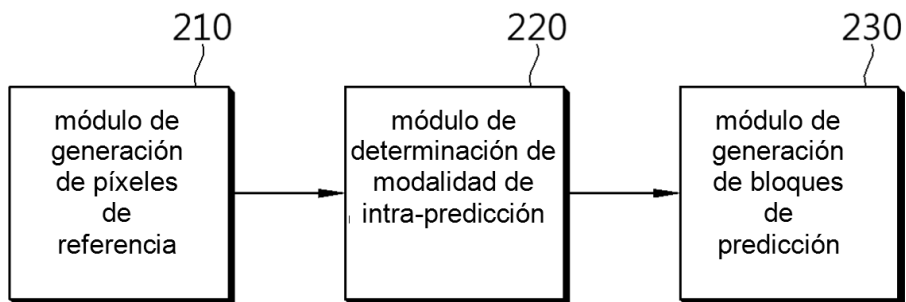 210
220
230
módulo de
generación
de píxeles
de
referencia
módulo de
determinación de
modalidad de
intra-predicción
módulo de
generación
de bloques
de
predicción